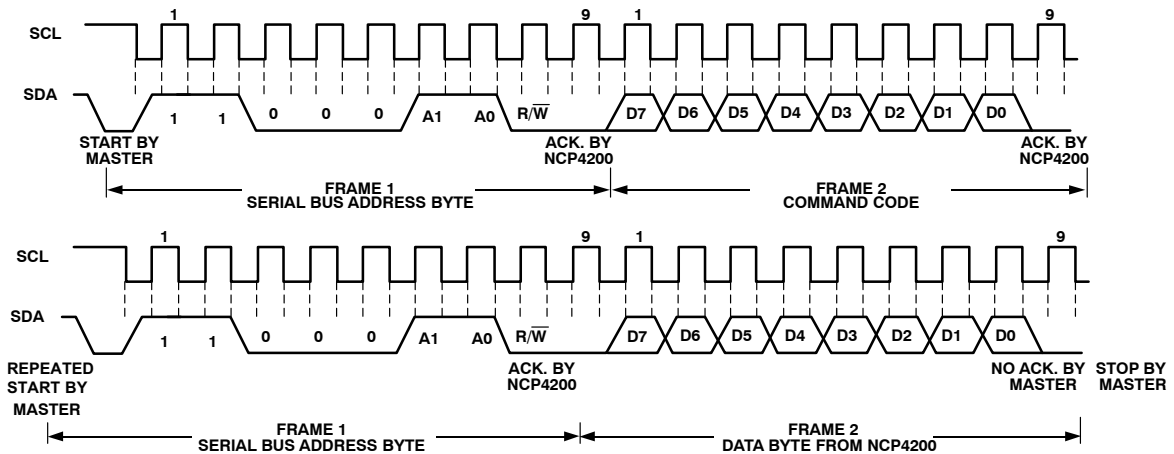 1 9 1 9
SCL
SDA
1 1 0 0 0 A1 A0 R/W̅ D7 D6 D5 D4 D3 D2 D1 D0
START BY
MASTER
ACK. BY
NCP4200
ACK. BY
NCP4200
FRAME 1
SERIAL BUS ADDRESS BYTE
FRAME 2
COMMAND CODE
1 9 1 9
SCL
SDA
1 1 0 0 0 A1 A0 R/W̅ D7 D6 D5 D4 D3 D2 D1 D0
REPEATED
START BY
MASTER
ACK. BY
NCP4200
NO ACK. BY
MASTER
STOP BY
MASTER
FRAME 1
SERIAL BUS ADDRESS BYTE
FRAME 2
DATA BYTE FROM NCP4200